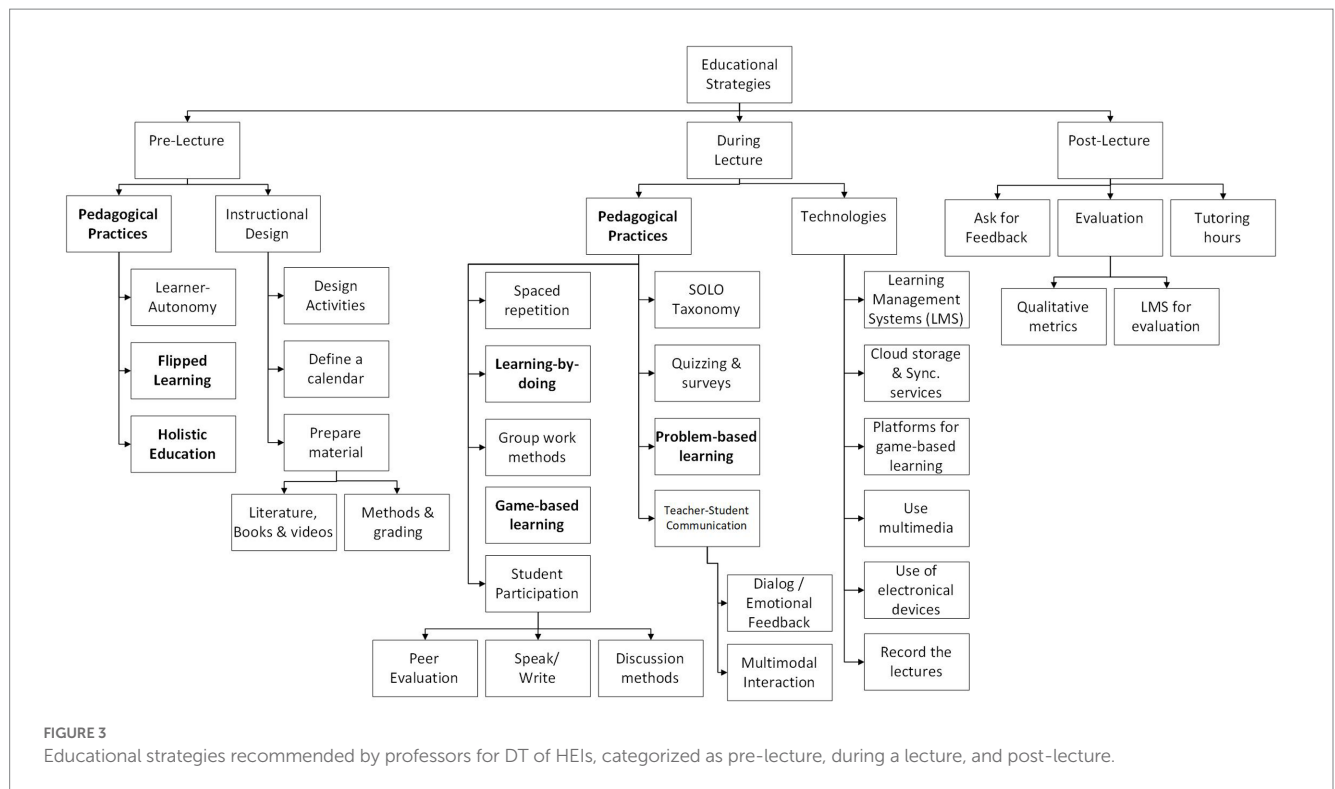 Educational
Strategies
Pre-Lecture
During
Lecture
Post-Lecture
Pedagogical
Practices
Instructional
Design
Pedagogical
Practices
Technologies
Ask for
Feedback
Evaluation
Tutoring
hours
Learner-
Autonomy
Flipped
Learning
Holistic
Education
Design
Activities
Define a
calendar
Prepare
material
Literature,
Books & videos
Methods &
grading
Spaced
repetition
Learning-by-
doing
Group work
methods
Game-based
learning
Student
Participation
Peer
Evaluation
Speak/
Write
Discussion
methods
SOLO
Taxonomy
Quizzing &
surveys
Problem-based
learning
Teacher-Student
Communication
Dialog /
Emotional
Feedback
Multimodal
Interaction
Learning
Management
Systems (LMS)
Cloud storage
& Sync.
services
Platforms for
game-based
learning
Use
multimedia
Use of
electronical
devices
Record the
lectures
Qualitative
metrics
LMS for
evaluation
FIGURE 3
Educational strategies recommended by professors for DT of HEIs, categorized as pre-lecture, during a lecture, and post-lecture.